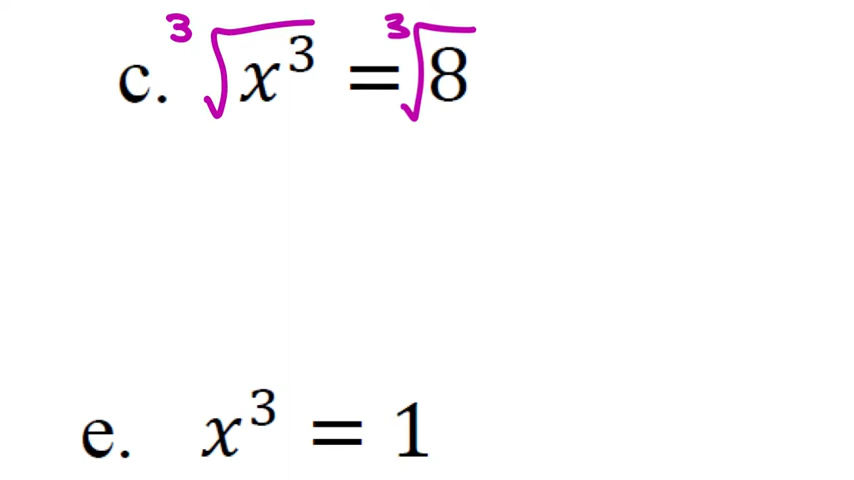 c. ∛x³ = ∛8
e. x³ = 1